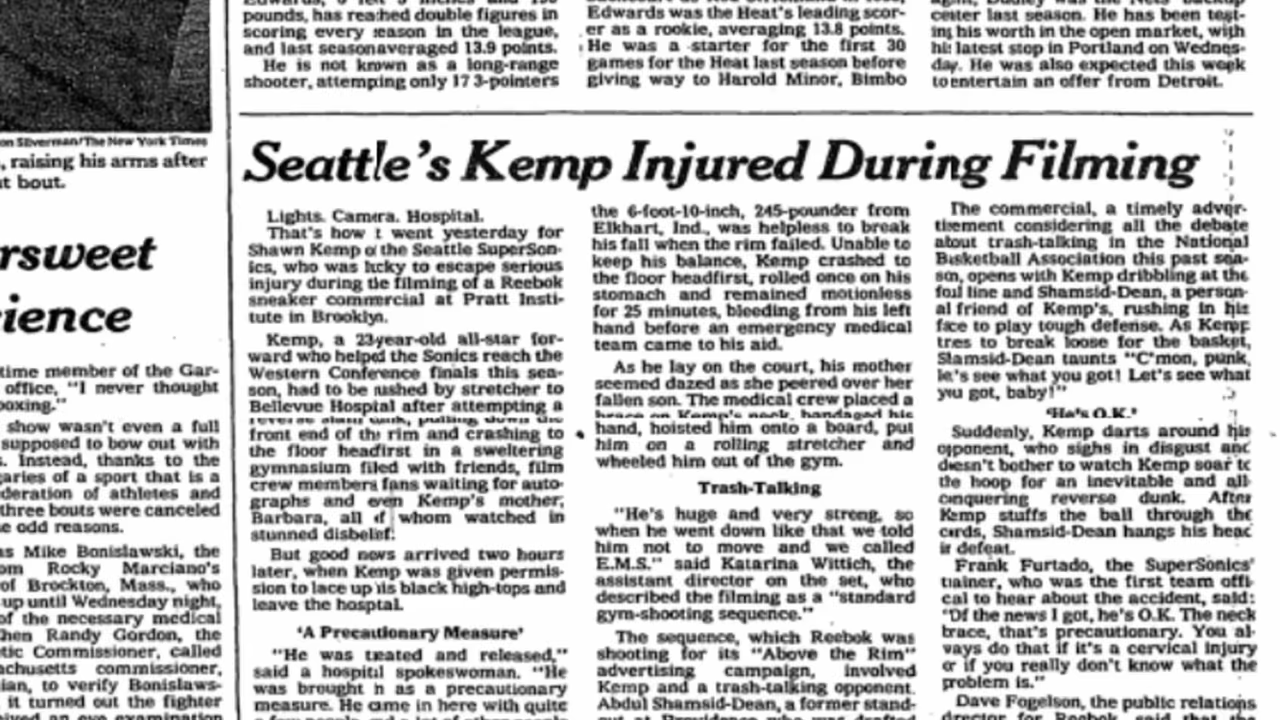 pounds, has reached double figures in
scoring every season in the league,
and last season averaged 13.9 points.
He is not known as a long-range
shooter, attempting only 17 3-pointers
Edwards was the Heat's leading scor-
er as a rookie, averaging 13.8 points.
He was a starter for the first 30
games for the Heat last season before
giving way to Harold Minor, Bimbo
center last season. He has been test-
ing his worth in the open market, with
his latest stop in Portland on Wednes-
day. He was also expected this week
to entertain an offer from Detroit.
on Silverman/The New York Times
, raising his arms after
t bout.
rsweet
ience
time member of the Gar-
office, "I never thought
boxing."
show wasn't even a full
supposed to bow out with
s. Instead, thanks to the
garies of a sport that is a
deration of athletes and
three bouts were canceled
e odd reasons.
as Mike Bonislawski, the
om Rocky Marciano's
of Brockton, Mass., who
up until Wednesday night,
of the necessary medical
hen Randy Gordon, the
tic Commissioner, called
achusetts commissioner,
ian, to verify Bonislaws-
it turned out the fighter
Seattle's Kemp Injured During Filming
Lights. Camera. Hospital.
That's how it went yesterday for
Shawn Kemp of the Seattle SuperSon-
ics, who was lucky to escape serious
injury during the filming of a Reebok
sneaker commercial at Pratt Insti-
tute in Brooklyn.
Kemp, a 23-year-old all-star for-
ward who helped the Sonics reach the
Western Conference finals this sea-
son, had to be rushed by stretcher to
Bellevue Hospital after attempting a
reverse slam dunk, pulling down the
front end of the rim and crashing to
the floor headfirst in a sweltering
gymnasium filled with friends, film
crew members fans waiting for auto-
graphs and even Kemp's mother,
Barbara, all of whom watched in
stunned disbelief.
But good news arrived two hours
later, when Kemp was given permis-
sion to lace up his black high-tops and
leave the hospital.
'A Precautionary Measure'
"He was treated and released,"
said a hospital spokeswoman. "He
was brought in as a precautionary
measure. He came in here with quite
the 6-foot-10-inch, 245-pounder from
Elkhart, Ind., was helpless to break
his fall when the rim failed. Unable to
keep his balance, Kemp crashed to
the floor headfirst, rolled once on his
stomach and remained motionless
for 25 minutes, bleeding from his left
hand before an emergency medical
team came to his aid.
As he lay on the court, his mother
seemed dazed as she peered over her
fallen son. The medical crew placed a
brace on Kemp's neck, bandaged his
hand, hoisted him onto a board, put
him on a rolling stretcher and
wheeled him out of the gym.
Trash-Talking
"He's huge and very strong, so
when he went down like that we told
him not to move and we called
E.M.S." said Katarina Wittich, the
assistant director on the set, who
described the filming as a "standard
gym-shooting sequence."
The sequence, which Reebok was
shooting for its "Above the Rim"
advertising campaign, involved
Kemp and a trash-talking opponent.
Abdul Shamsid-Dean, a former stand-
The commercial, a timely adver-
tisement considering all the debate
about trash-talking in the National
Basketball Association this past sea-
son, opens with Kemp dribbling at the
foul line and Shamsid-Dean, a person-
al friend of Kemp's, rushing in his
face to play tough defense. As Kemp
tries to break loose for the basket,
Shamsid-Dean taunts "C'mon, punk,
let's see what you got! Let's see what
you got, baby!"
'He's O.K.'
Suddenly, Kemp darts around his
opponent, who sighs in disgust and
doesn't bother to watch Kemp soar to
the hoop for an inevitable and all-
conquering reverse dunk. After
Kemp stuffs the ball through the
cords, Shamsid-Dean hangs his head
in defeat.
Frank Furtado, the SuperSonics'
trainer, who was the first team offi-
cial to hear about the accident, said:
"Of the news I got, he's O.K. The neck
brace, that's precautionary. You al-
ways do that if it's a cervical injury
or if you really don't know what the
problem is."
Dave Fogelson, the public relations